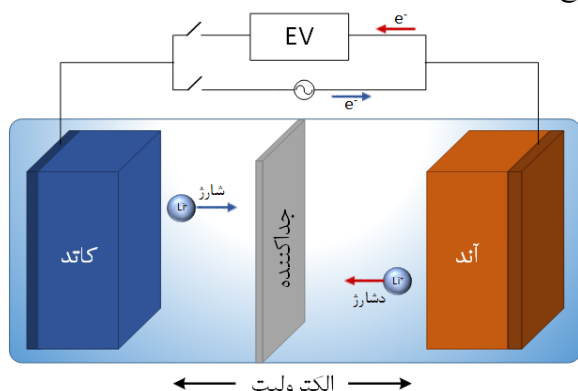 EV
e⁻
e⁻
شارژ
Li⁺
کاتد
جداکننده
آند
Li⁺
دشارژ
الکترولیت